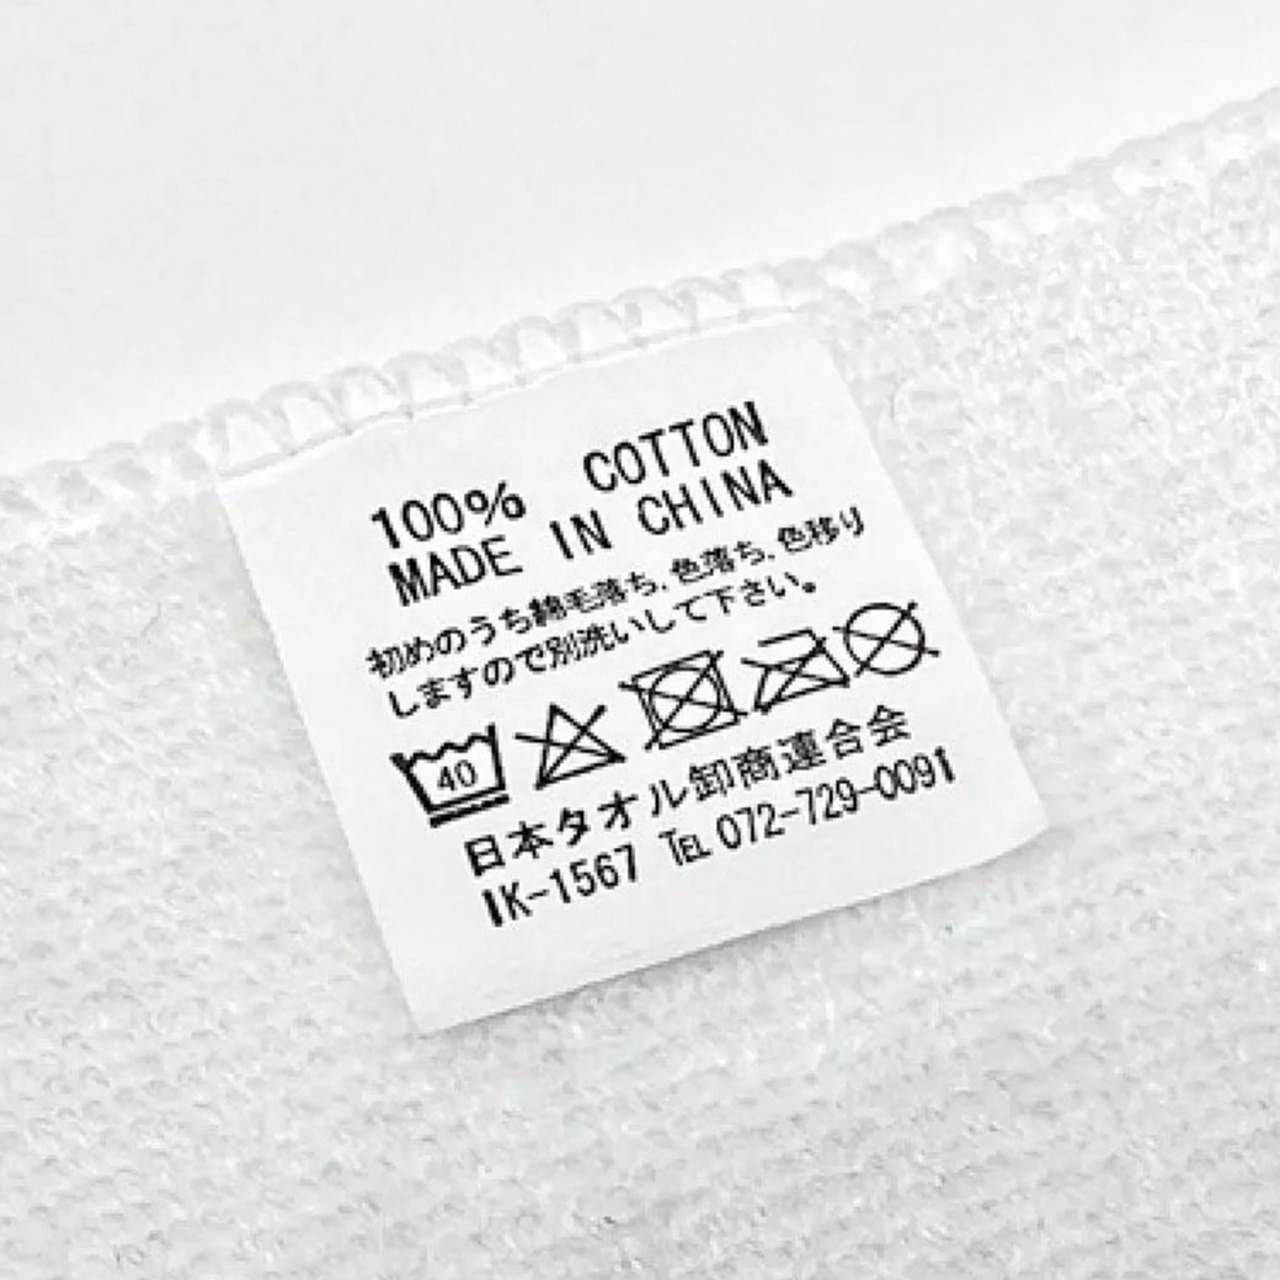 100% COTTON
MADE IN CHINA
初めのうち綿毛落ち､色落ち､色移り
しますので別洗いして下さい。
40
日本タオル卸商連合会
IK-1567 TEL 072-729-0091